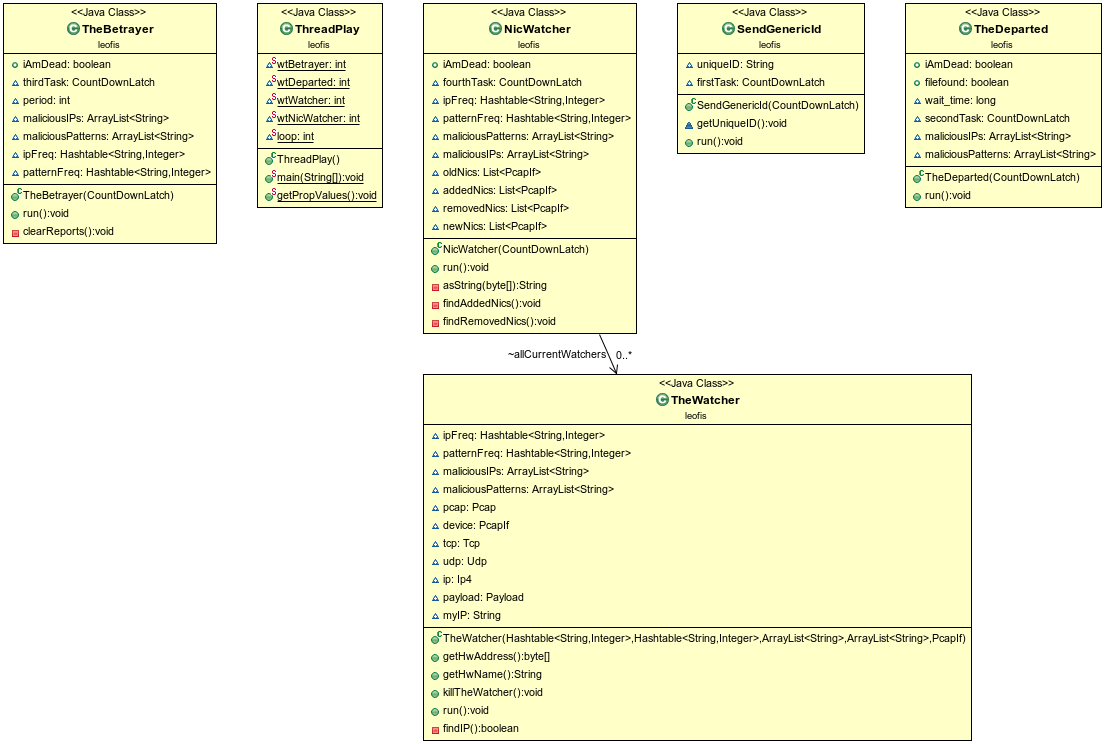 <<Java Class>>
TheBetrayer
leofis
iAmDead: boolean
thirdTask: CountDownLatch
period: int
maliciousIPs: ArrayList<String>
maliciousPatterns: ArrayList<String>
ipFreq: Hashtable<String,Integer>
patternFreq: Hashtable<String,Integer>
TheBetrayer(CountDownLatch)
run():void
clearReports():void
<<Java Class>>
ThreadPlay
leofis
wtBetrayer: int
wtDeparted: int
wtWatcher: int
wtNicWatcher: int
loop: int
ThreadPlay()
main(String[]):void
getPropValues():void
<<Java Class>>
NicWatcher
leofis
iAmDead: boolean
fourthTask: CountDownLatch
ipFreq: Hashtable<String,Integer>
patternFreq: Hashtable<String,Integer>
maliciousPatterns: ArrayList<String>
maliciousIPs: ArrayList<String>
oldNics: List<PcapIf>
addedNics: List<PcapIf>
removedNics: List<PcapIf>
newNics: List<PcapIf>
NicWatcher(CountDownLatch)
run():void
asString(byte[]):String
findAddedNics():void
findRemovedNics():void
<<Java Class>>
SendGenericId
leofis
uniqueID: String
firstTask: CountDownLatch
SendGenericId(CountDownLatch)
getUniqueID():void
run():void
<<Java Class>>
TheDeparted
leofis
iAmDead: boolean
filefound: boolean
wait_time: long
secondTask: CountDownLatch
maliciousIPs: ArrayList<String>
maliciousPatterns: ArrayList<String>
TheDeparted(CountDownLatch)
run():void
~allCurrentWatchers 0..*
<<Java Class>>
TheWatcher
leofis
ipFreq: Hashtable<String,Integer>
patternFreq: Hashtable<String,Integer>
maliciousIPs: ArrayList<String>
maliciousPatterns: ArrayList<String>
pcap: Pcap
device: PcapIf
tcp: Tcp
udp: Udp
ip: Ip4
payload: Payload
myIP: String
TheWatcher(Hashtable<String,Integer>,Hashtable<String,Integer>,ArrayList<String>,ArrayList<String>,PcapIf)
getHwAddress():byte[]
getHwName():String
killTheWatcher():void
run():void
findIP():boolean